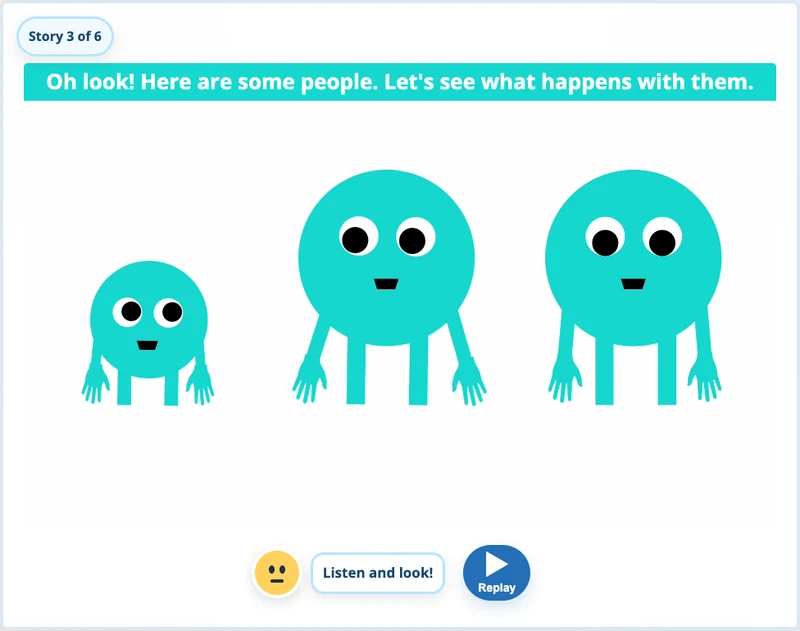 Story 3 of 6
Oh look! Here are some people. Let's see what happens with them.
Listen and look!
Replay